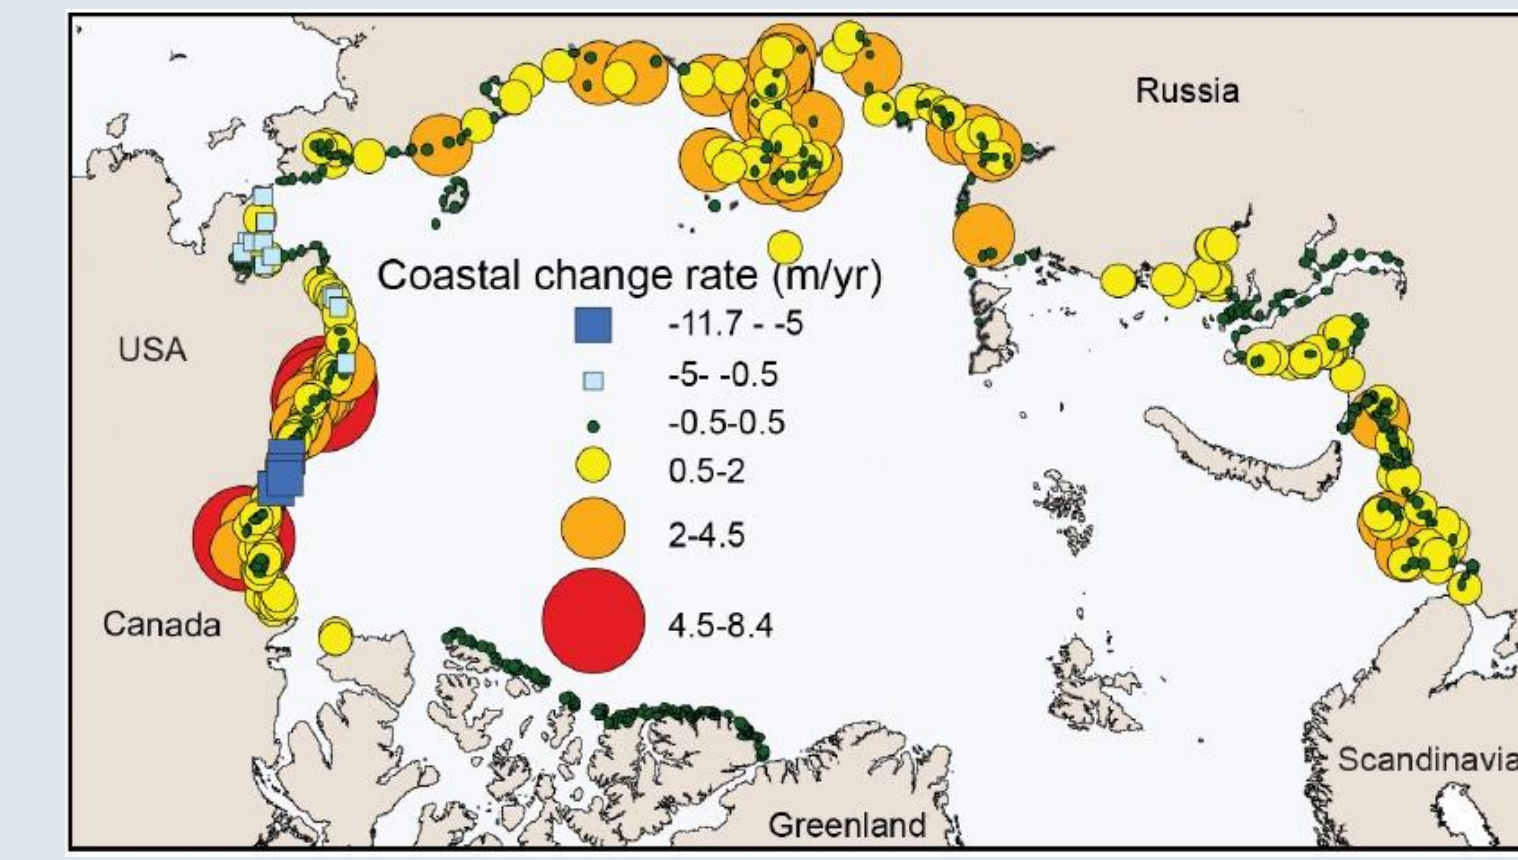 Russia
Coastal change rate (m/yr)
-11.7 - -5
USA
-5- -0.5
-0.5-0.5
0.5-2
2-4.5
Canada
4.5-8.4
Scandinavia
Greenland